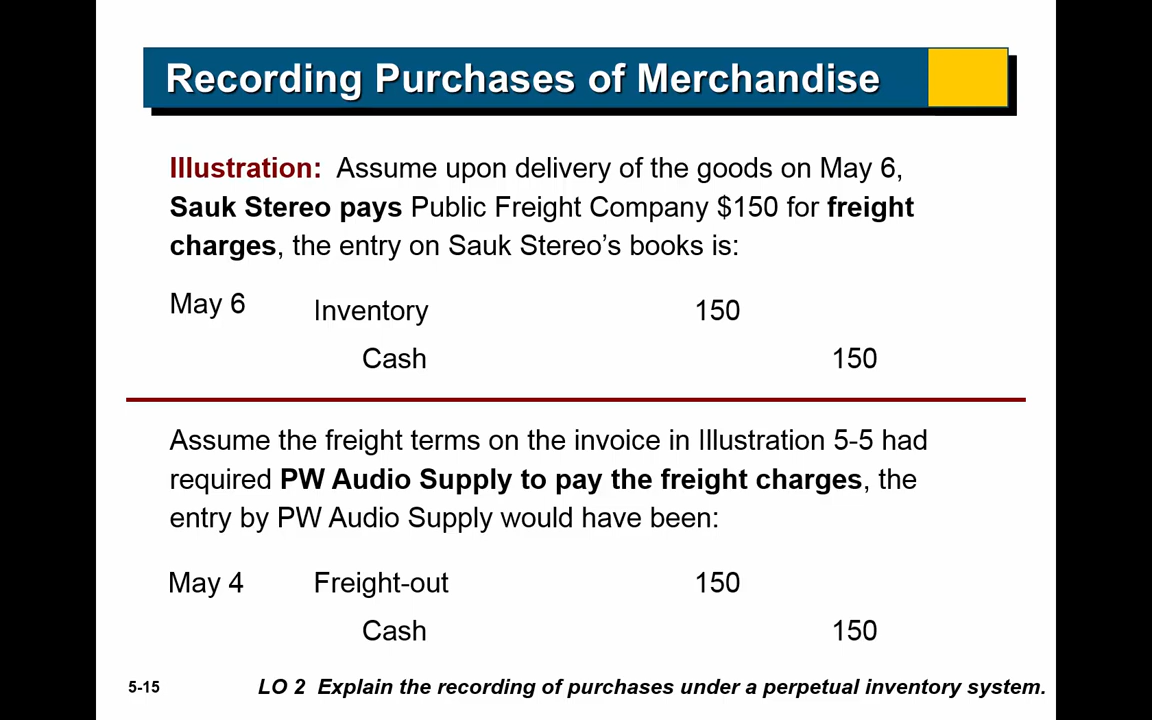 Recording Purchases of Merchandise
Illustration: Assume upon delivery of the goods on May 6,
Sauk Stereo pays Public Freight Company $150 for freight
charges, the entry on Sauk Stereo’s books is:
May 6 Inventory 150
Cash 150
Assume the freight terms on the invoice in Illustration 5-5 had
required PW Audio Supply to pay the freight charges, the
entry by PW Audio Supply would have been:
May 4 Freight-out 150
Cash 150
5-15 LO 2 Explain the recording of purchases under a perpetual inventory system.